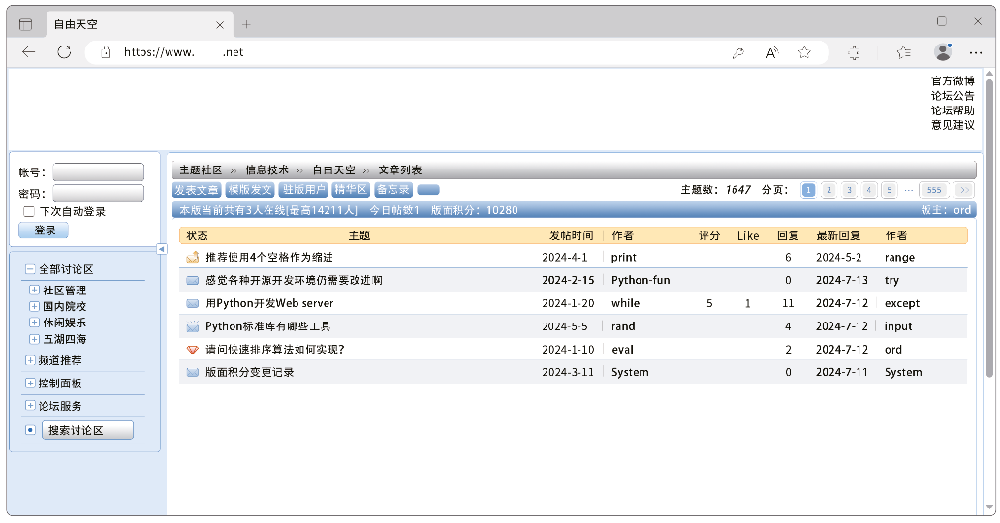 自由天空
https://www. .net
官方微博
论坛公告
论坛帮助
意见建议
帐号：
密码：
下次自动登录
登录
全部讨论区
社区管理
国内院校
休闲娱乐
五湖四海
频道推荐
控制面板
论坛服务
搜索讨论区
主题社区 >> 信息技术 >> 自由天空 >> 文章列表
发表文章 模版发文 驻版用户 精华区 备忘录 主题数：1647 分页： 1 2 3 4 5 … 555 >>
本版当前共有3人在线[最高14211人] 今日帖数1 版面积分：10280 版主：ord
状态 主题 发帖时间 作者 评分 Like 回复 最新回复 作者
推荐使用4个空格作为缩进 2024-4-1 print 6 2024-5-2 range
感觉各种开源开发环境仍需要改进啊 2024-2-15 Python-fun 0 2024-7-13 try
用Python开发Web server 2024-1-20 while 5 1 11 2024-7-12 except
Python标准库有哪些工具 2024-5-5 rand 4 2024-7-12 input
请问快速排序算法如何实现? 2024-1-10 eval 2 2024-7-12 ord
版面积分变更记录 2024-3-11 System 0 2024-7-11 System